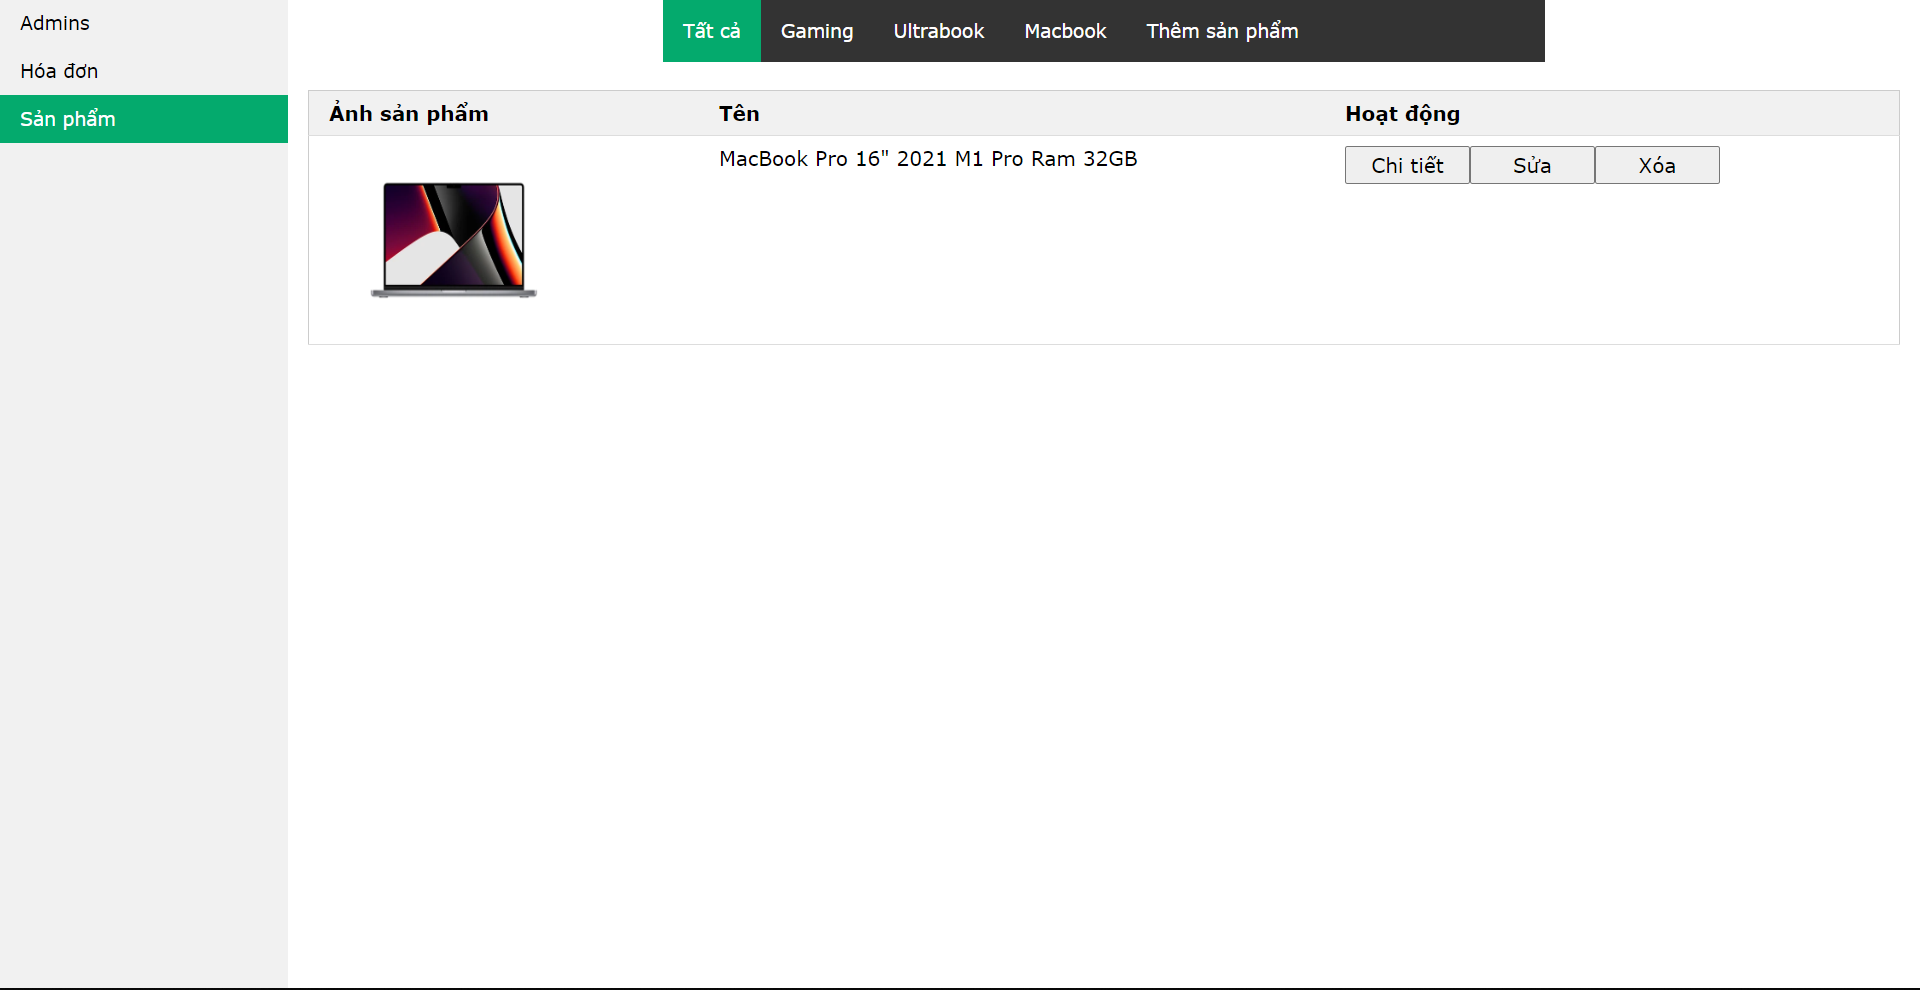 Admins
Hóa đơn
Sản phẩm
Tất cả Gaming Ultrabook Macbook Thêm sản phẩm
Ảnh sản phẩm Tên Hoạt động
MacBook Pro 16" 2021 M1 Pro Ram 32GB Chi tiết Sửa Xóa